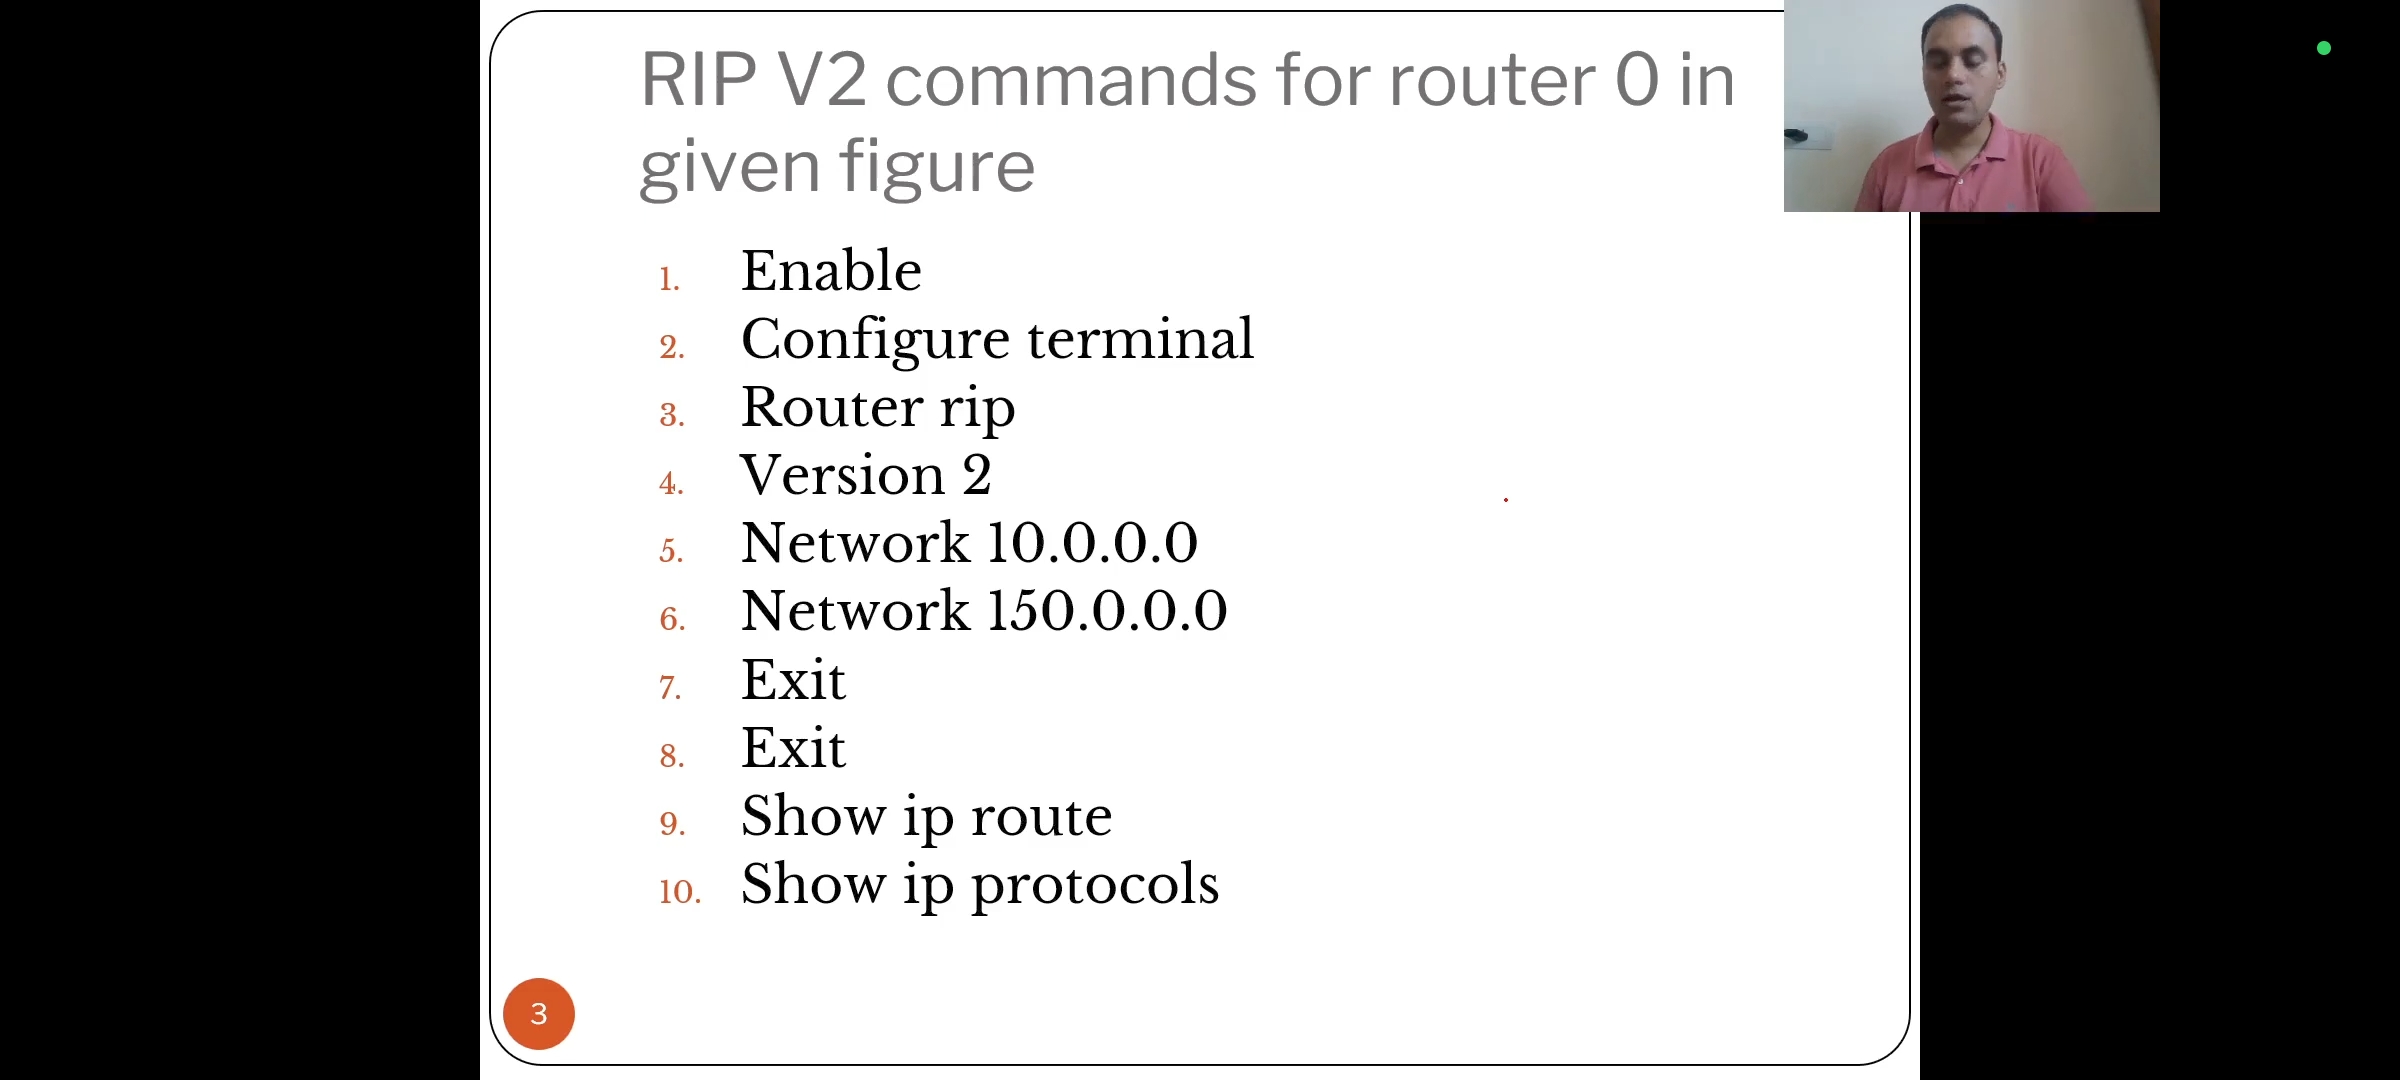 RIP V2 commands for router 0 in
given figure
1. Enable
2. Configure terminal
3. Router rip
4. Version 2
5. Network 10.0.0.0
6. Network 150.0.0.0
7. Exit
8. Exit
9. Show ip route
10. Show ip protocols
3